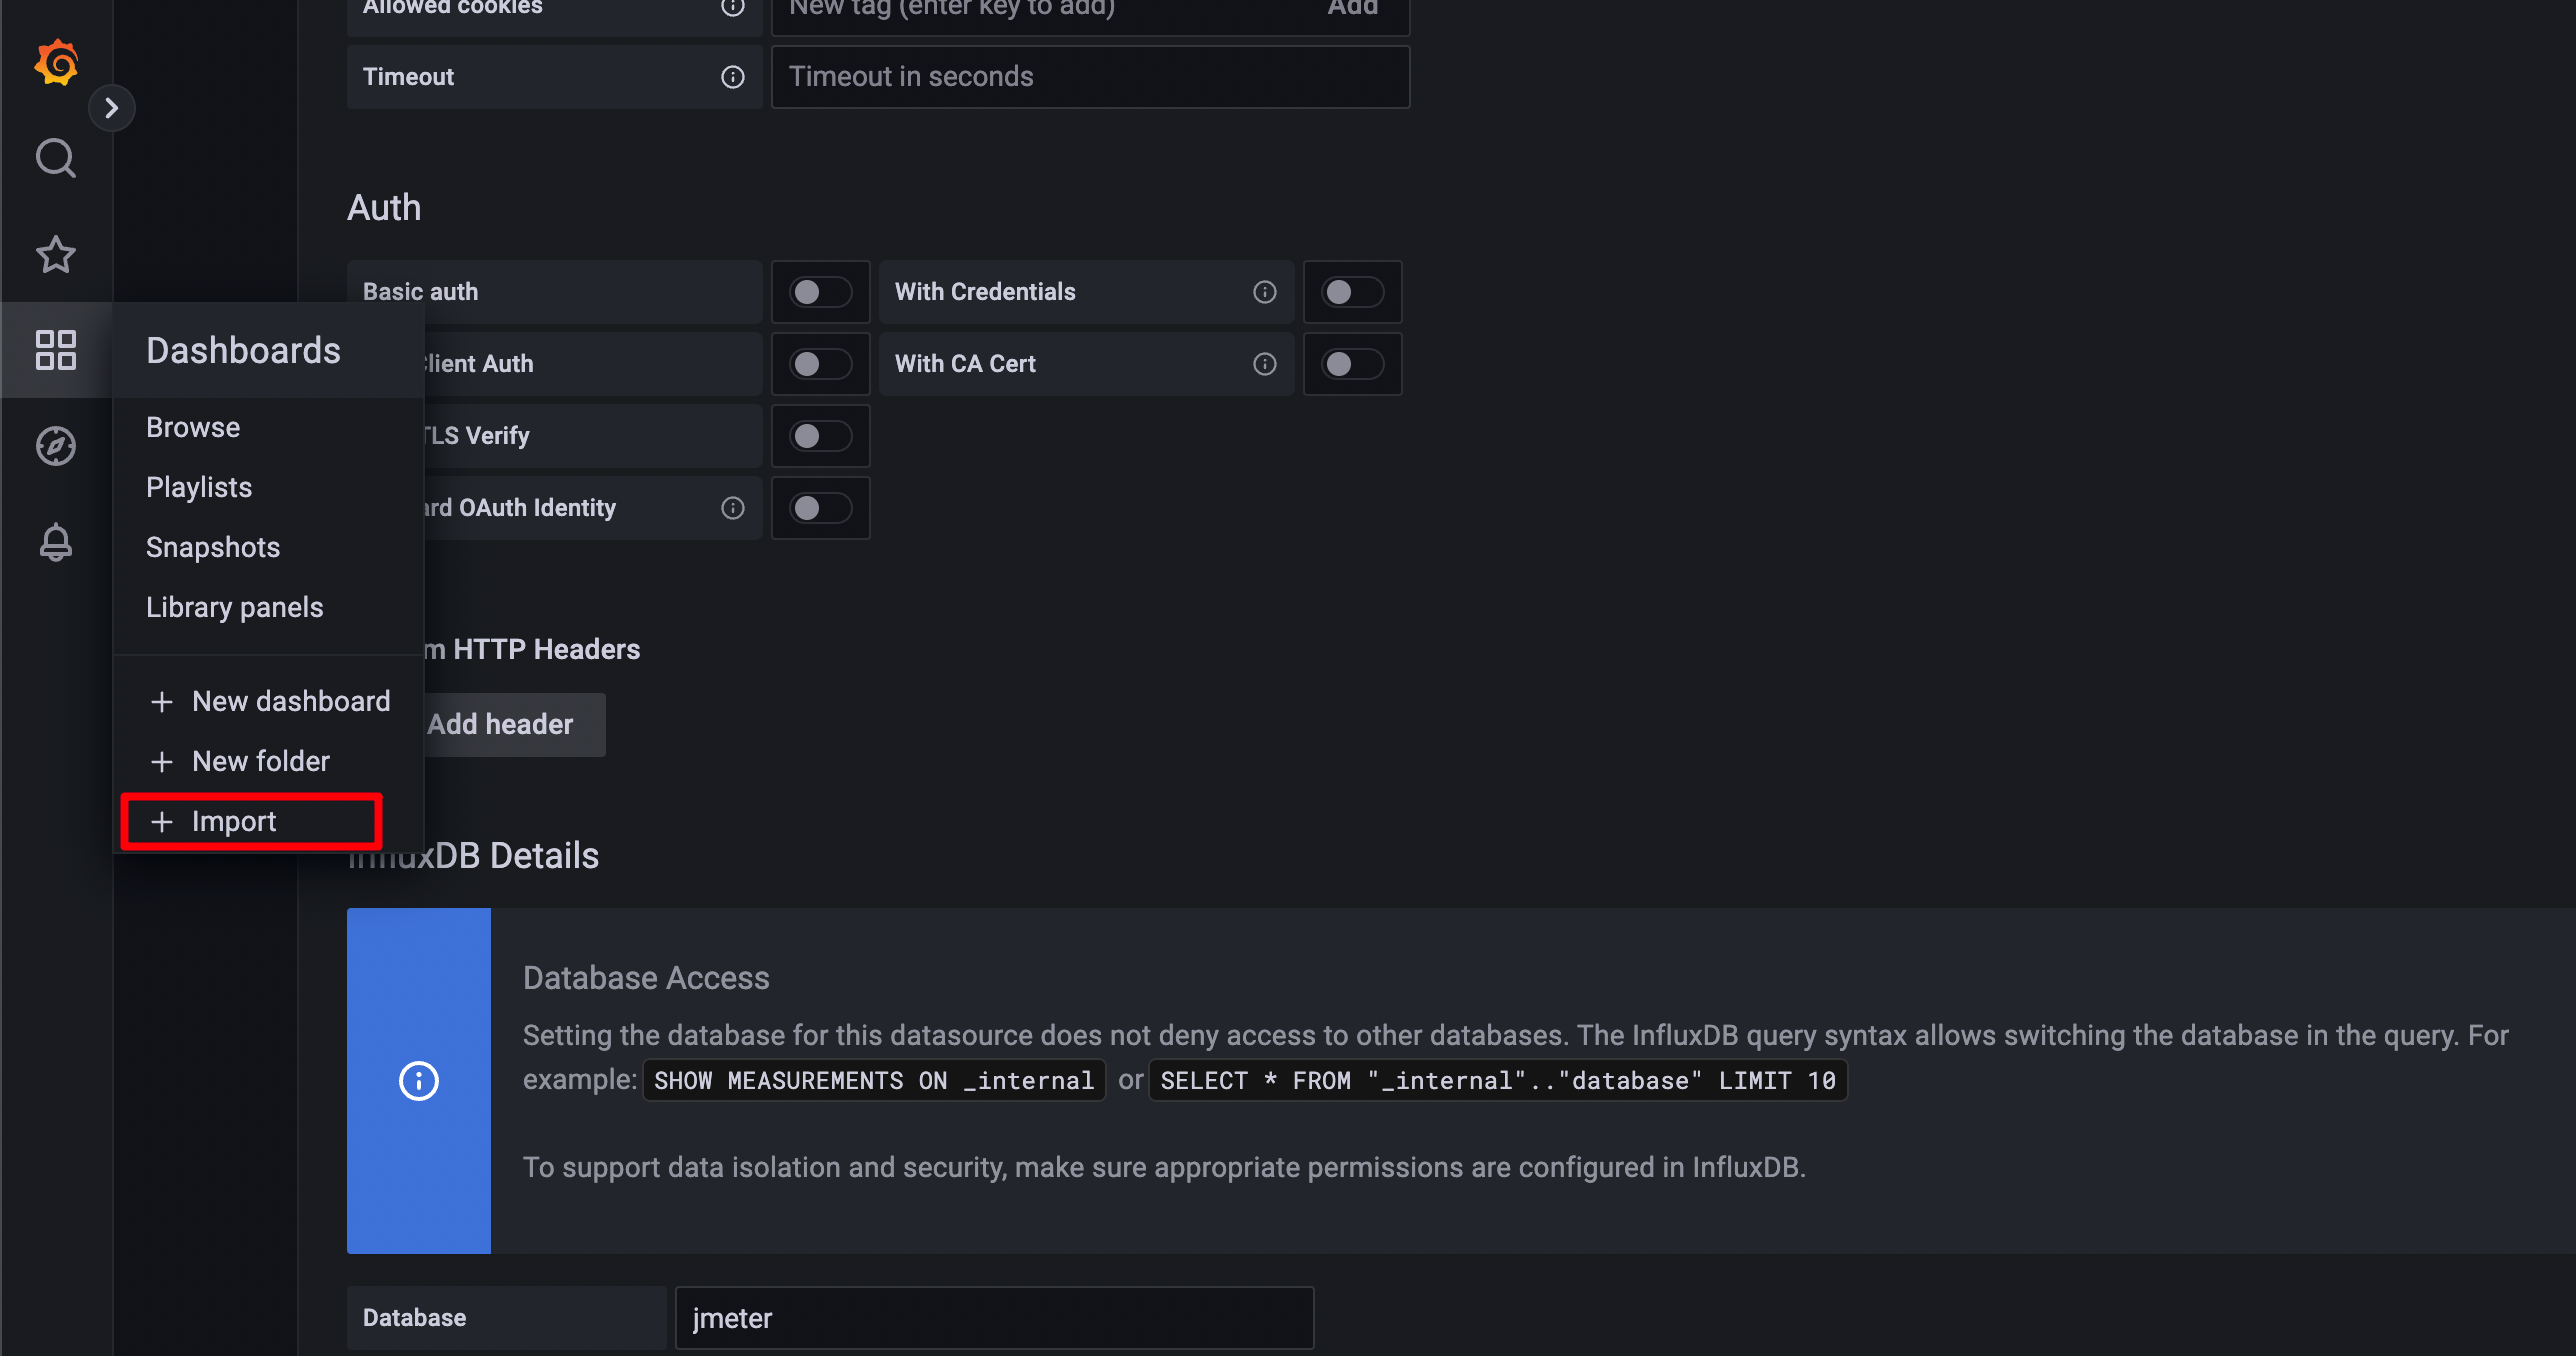 Allowed cookies
New tag (enter key to add)
Add
Timeout
Timeout in seconds
Auth
Basic auth
With Credentials
Client Auth
With CA Cert
TLS Verify
ard OAuth Identity
m HTTP Headers
Add header
Dashboards
Browse
Playlists
Snapshots
Library panels
New dashboard
New folder
Import
InfluxDB Details
Database Access
Setting the database for this datasource does not deny access to other databases. The InfluxDB query syntax allows switching the database in the query. For
example: SHOW MEASUREMENTS ON _internal or SELECT * FROM "_internal".."database" LIMIT 10
To support data isolation and security, make sure appropriate permissions are configured in InfluxDB.
Database
jmeter